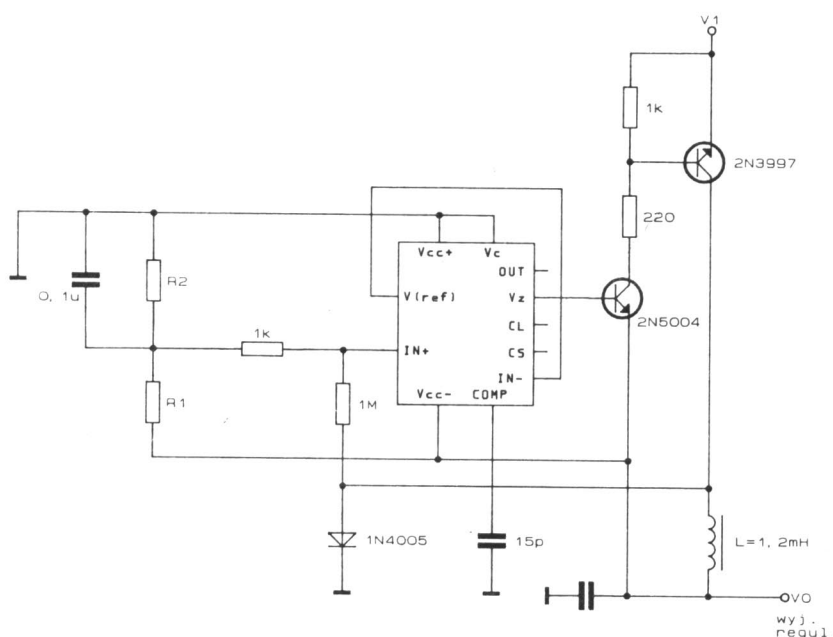 V1
1k
2N3997
220
Vcc+ Vc
OUT
V(ref)
Vz
2N5004
0,1u
R2
1k
CL
IN+
CS
IN-
Vcc- COMP
R1
1M
1N4005
15p
L=1,2mH
VO
wyj.
regul